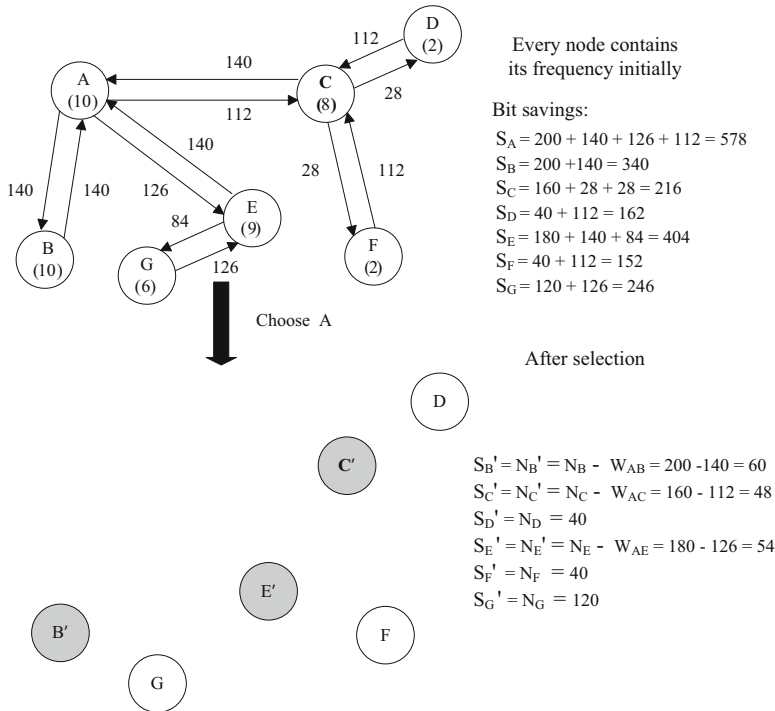 D
(2)
112
28
140
C
(8)
A
(10)
112
140
126
28
112
140
140
E
(9)
84
B
(10)
G
(6)
126
F
(2)
Choose A
Every node contains
its frequency initially
Bit savings:
S_A = 200 + 140 + 126 + 112 = 578
S_B = 200 +140 = 340
S_C = 160 + 28 + 28 = 216
S_D = 40 + 112 = 162
S_E = 180 + 140 + 84 = 404
S_F = 40 + 112 = 152
S_G = 120 + 126 = 246
After selection
D
C'
E'
B'
F
G
S_B' = N_B' = N_B - W_AB = 200 -140 = 60
S_C' = N_C' = N_C - W_AC = 160 - 112 = 48
S_D' = N_D = 40
S_E' = N_E' = N_E - W_AE = 180 - 126 = 54
S_F' = N_F = 40
S_G' = N_G = 120